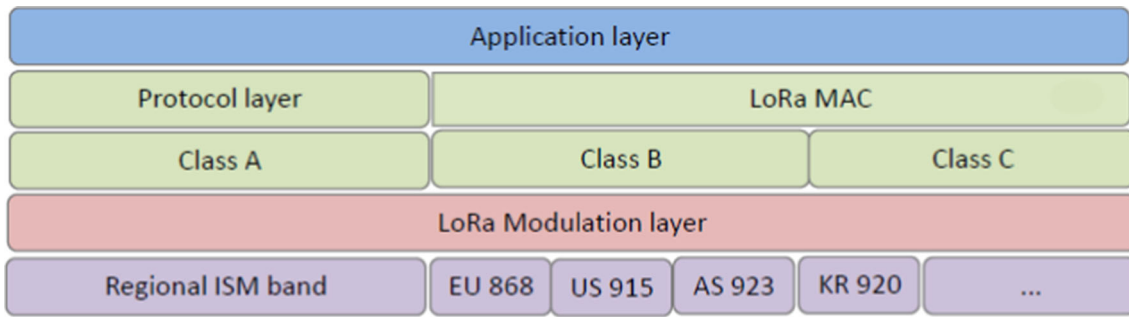 Application layer
Protocol layer LoRa MAC
Class A Class B Class C
LoRa Modulation layer
Regional ISM band EU 868 US 915 AS 923 KR 920 ...